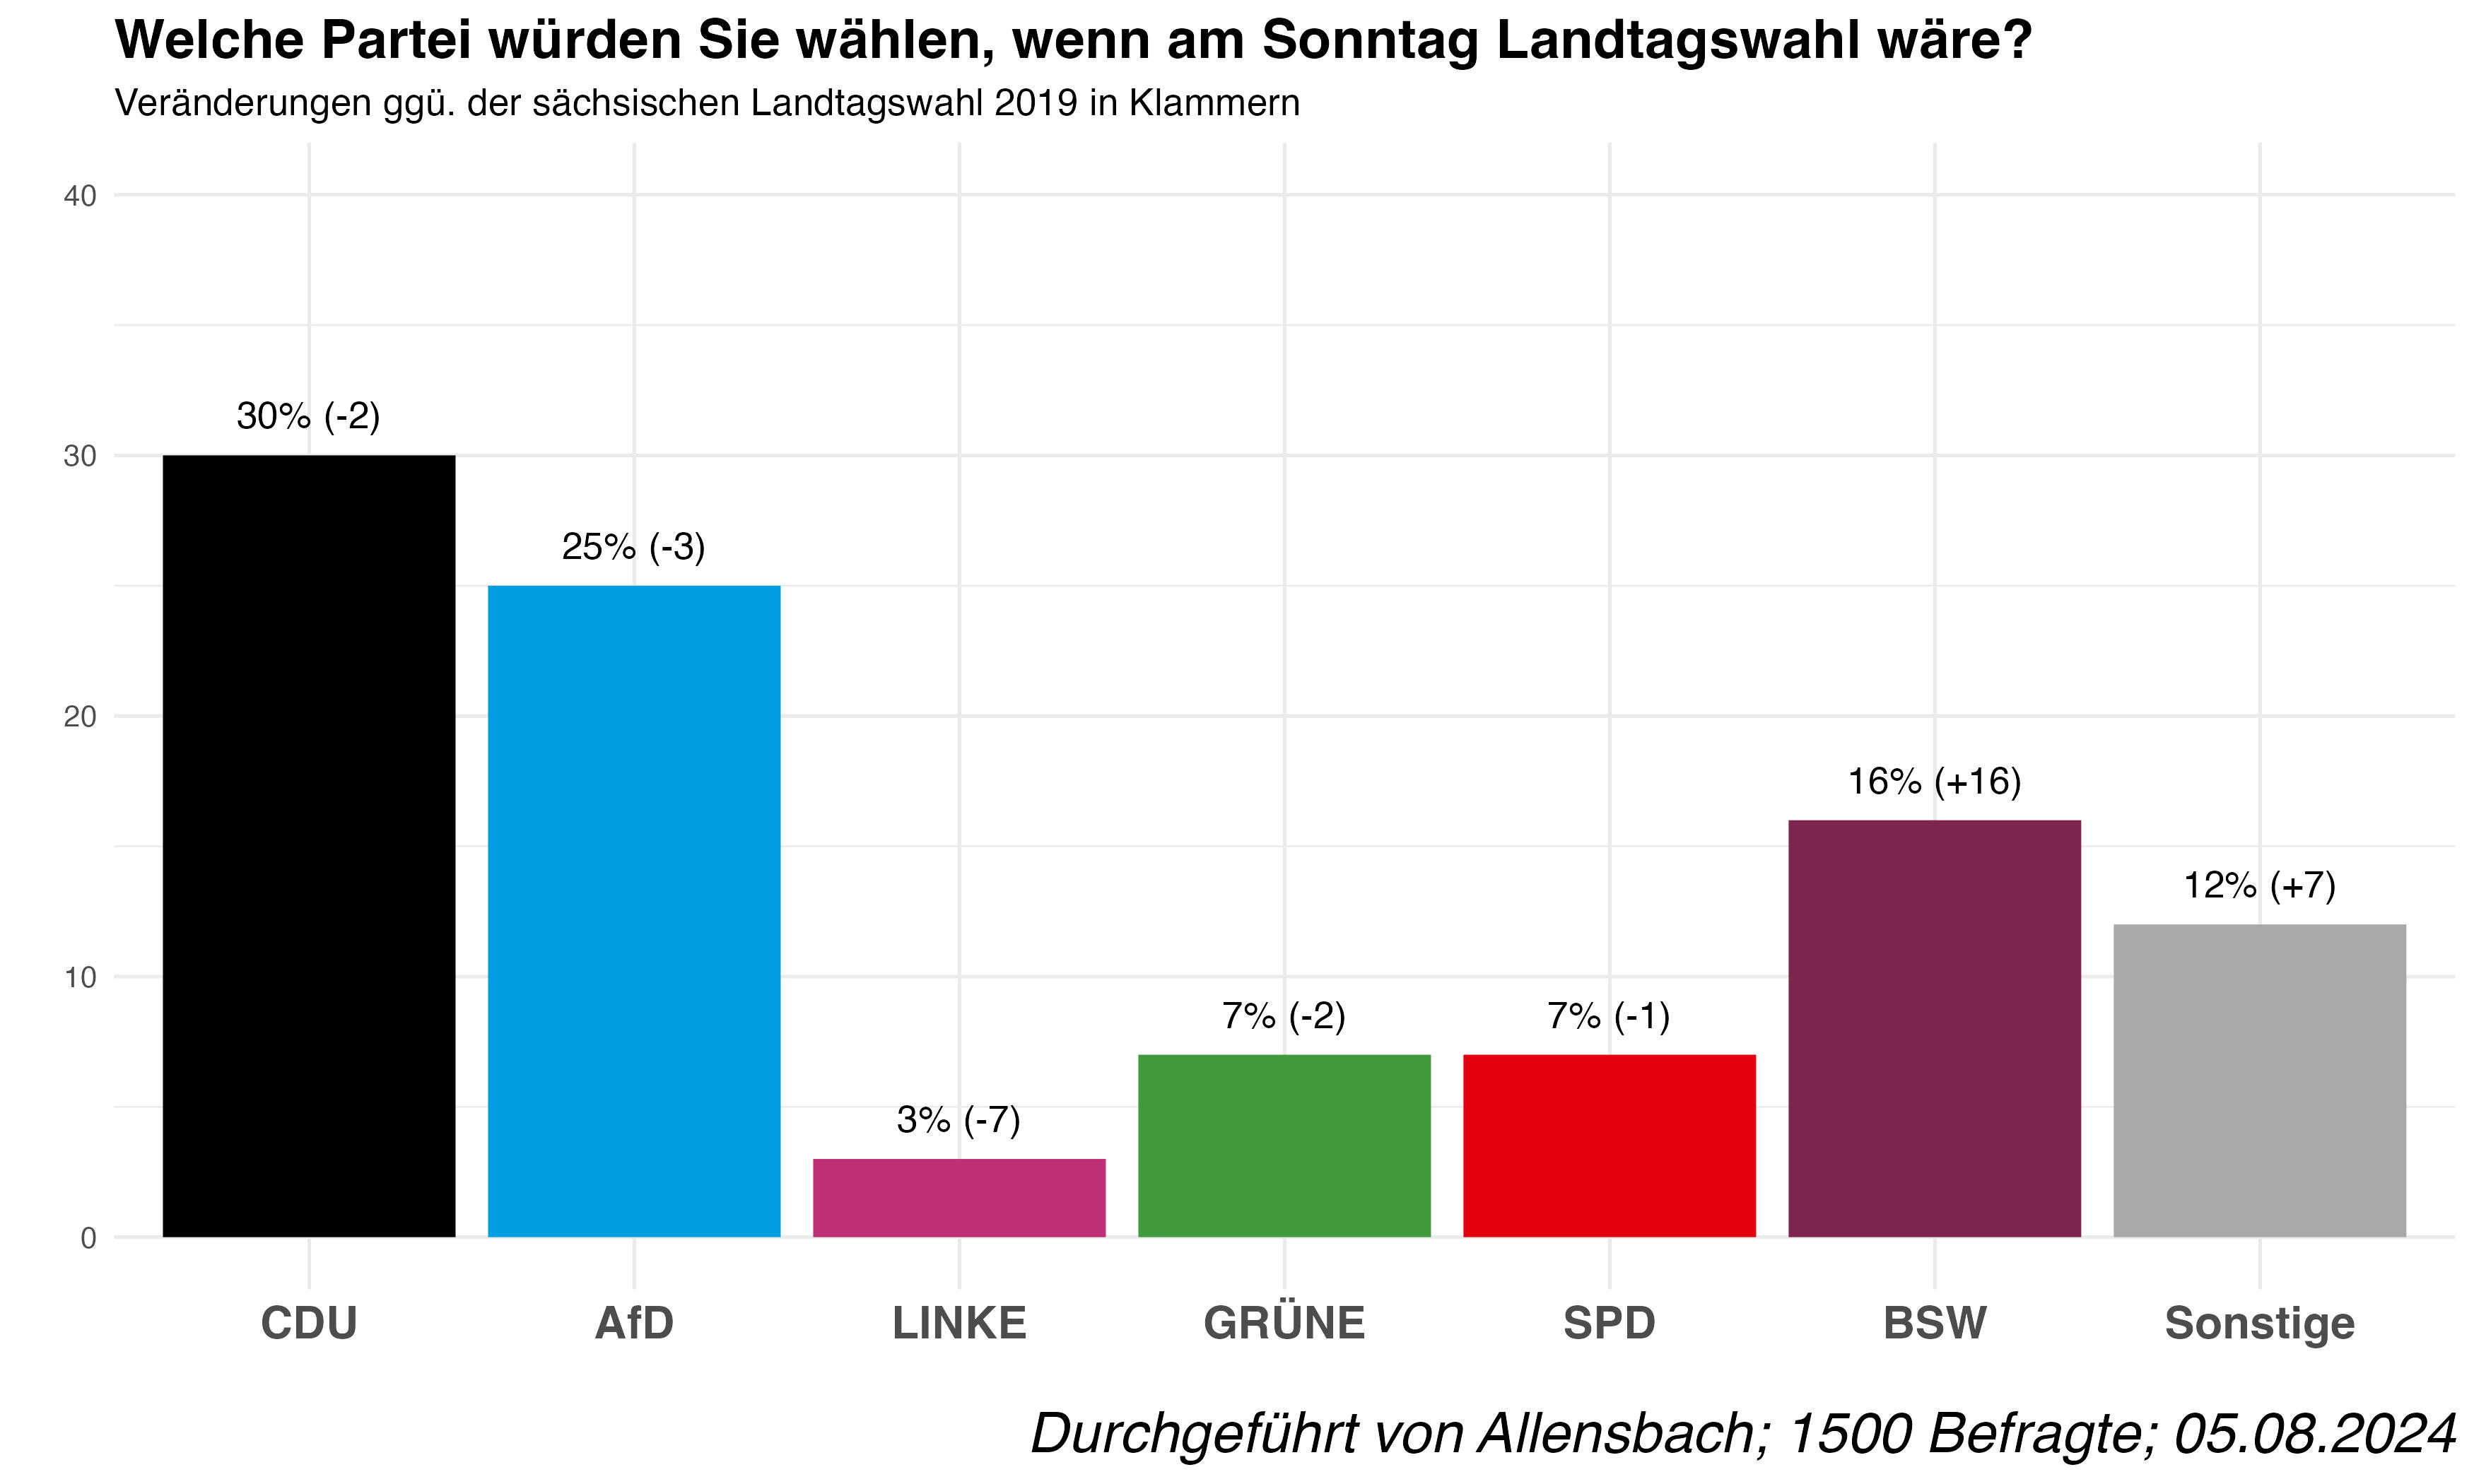 Welche Partei würden Sie wählen, wenn am Sonntag Landtagswahl wäre?
Veränderungen ggü. der sächsischen Landtagswahl 2019 in Klammern
40
30
20
10
0
30% (-2)
25% (-3)
3% (-7)
7% (-2)
7% (-1)
16% (+16)
12% (+7)
CDU
AfD
LINKE
GRÜNE
SPD
BSW
Sonstige
Durchgeführt von Allensbach; 1500 Befragte; 05.08.2024